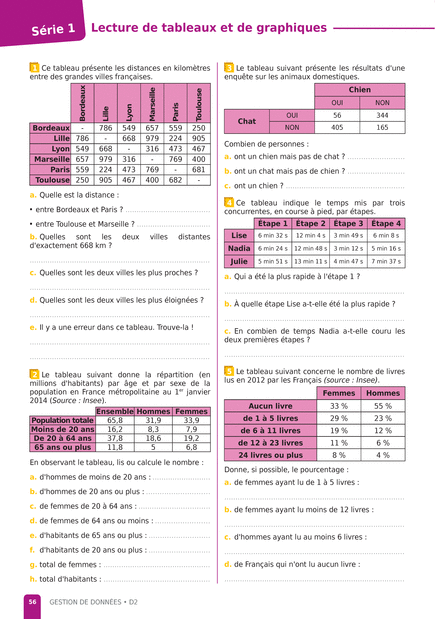 Série 1
Lecture de tableaux et de graphiques
1 Ce tableau présente les distances en kilomètres
entre des grandes villes françaises.
Bordeaux Lille Lyon Marseille Paris Toulouse
Bordeaux - 786 549 657 559 250
Lille 786 - 668 979 224 905
Lyon 549 668 - 316 473 467
Marseille 657 979 316 - 769 400
Paris 559 224 473 769 - 681
Toulouse 250 905 467 400 682 -
a. Quelle est la distance :
• entre Bordeaux et Paris ?
• entre Toulouse et Marseille ?
b. Quelles sont les deux villes distantes
d'exactement 668 km ?
c. Quelles sont les deux villes les plus proches ?
d. Quelles sont les deux villes les plus éloignées ?
e. Il y a une erreur dans ce tableau. Trouve-la !
2 Le tableau suivant donne la répartition (en
millions d'habitants) par âge et par sexe de la
population en France métropolitaine au 1er janvier
2014 (Source : Insee).
Ensemble Hommes Femmes
Population totale 65,8 31,9 33,9
Moins de 20 ans 16,2 8,3 7,9
De 20 à 64 ans 37,8 18,6 19,2
65 ans ou plus 11,8 5 6,8
En observant le tableau, lis ou calcule le nombre :
a. d'hommes de moins de 20 ans :
b. d'hommes de 20 ans ou plus :
c. de femmes de 20 à 64 ans :
d. de femmes de 64 ans ou moins :
e. d'habitants de 65 ans ou plus :
f. d'habitants de 20 ans ou plus :
g. total de femmes :
h. total d'habitants :
3 Le tableau suivant présente les résultats d'une
enquête sur les animaux domestiques.
Chien
OUI NON
Chat OUI 56 344
NON 405 165
Combien de personnes :
a. ont un chien mais pas de chat ?
b. ont un chat mais pas de chien ?
c. ont un chien ?
4 Ce tableau indique le temps mis par trois
concurrentes, en course à pied, par étapes.
Étape 1 Étape 2 Étape 3 Étape 4
Lise 6 min 32 s 12 min 4 s 3 min 49 s 6 min 8 s
Nadia 6 min 24 s 12 min 48 s 3 min 12 s 5 min 16 s
Julie 5 min 51 s 13 min 11 s 4 min 47 s 7 min 37 s
a. Qui a été la plus rapide à l'étape 1 ?
b. À quelle étape Lise a-t-elle été la plus rapide ?
c. En combien de temps Nadia a-t-elle couru les
deux premières étapes ?
5 Le tableau suivant concerne le nombre de livres
lus en 2012 par les Français (source : Insee).
Femmes Hommes
Aucun livre 33 % 55 %
de 1 à 5 livres 29 % 23 %
de 6 à 11 livres 19 % 12 %
de 12 à 23 livres 11 % 6 %
24 livres ou plus 8 % 4 %
Donne, si possible, le pourcentage :
a. de femmes ayant lu de 1 à 5 livres :
b. de femmes ayant lu moins de 12 livres :
c. d'hommes ayant lu au moins 6 livres :
d. de Français qui n'ont lu aucun livre :
56 GESTION DE DONNÉES • D2